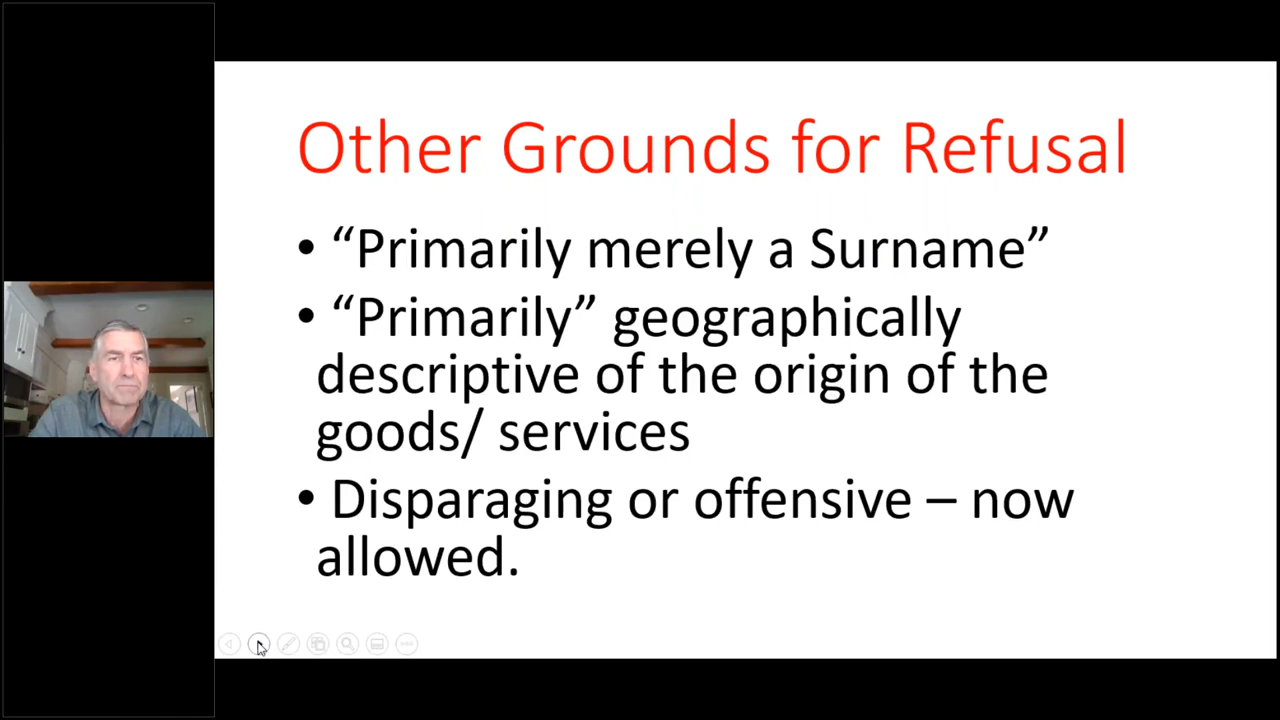 Other Grounds for Refusal
• “Primarily merely a Surname”
• “Primarily” geographically
descriptive of the origin of the
goods/ services
• Disparaging or offensive – now
allowed.